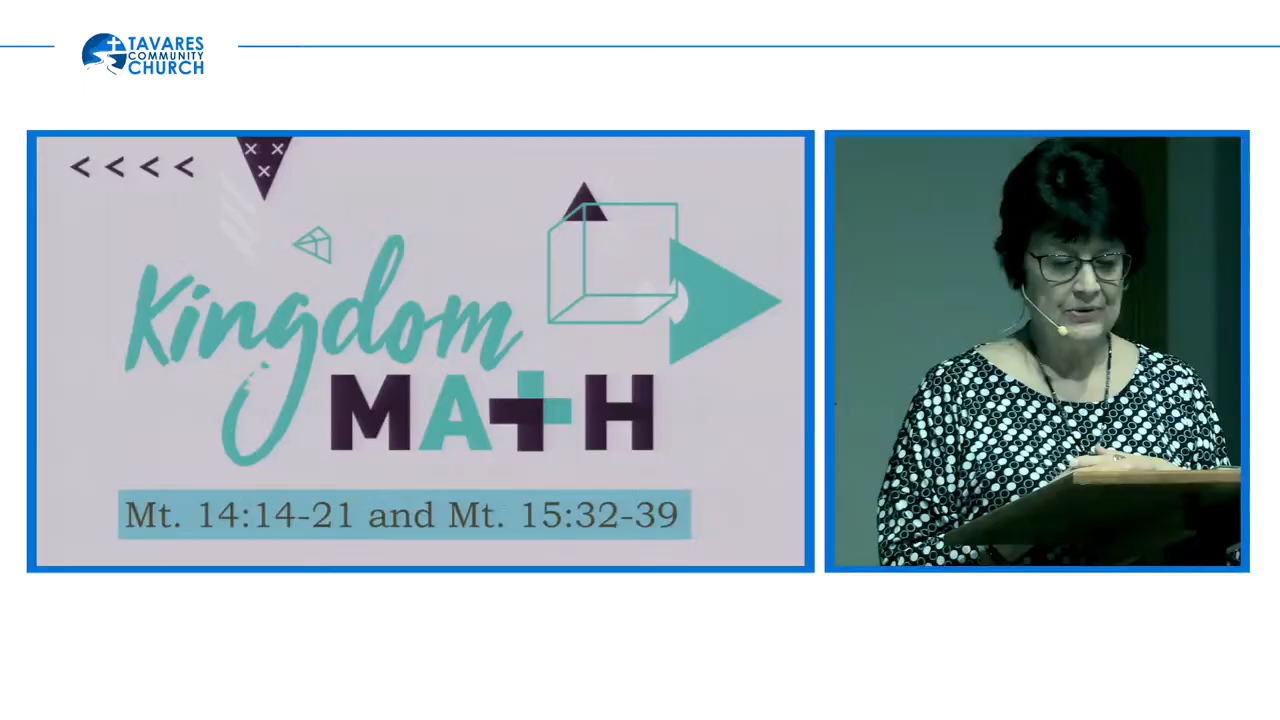 TAVARES
COMMUNITY
CHURCH
Kingdom
MATH
Mt. 14:14-21 and Mt. 15:32-39